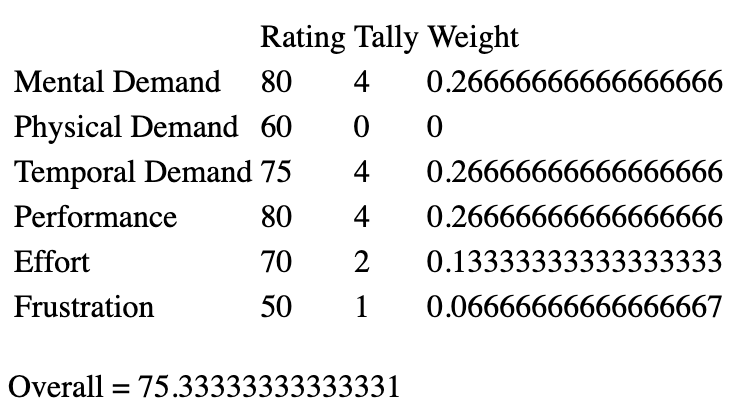 Rating Tally Weight
Mental Demand 80 4 0.26666666666666666
Physical Demand 60 0 0
Temporal Demand 75 4 0.26666666666666666
Performance 80 4 0.26666666666666666
Effort 70 2 0.13333333333333333
Frustration 50 1 0.06666666666666667
Overall = 75.33333333333331